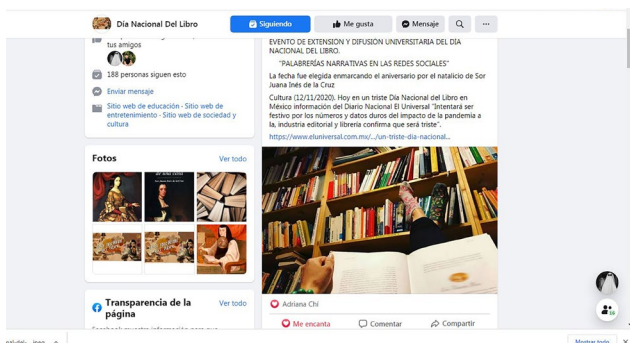 Día Nacional Del Libro
Siguiendo
Me gusta
Mensaje
tus amigos
188 personas siguen esto
Enviar mensaje
Sitio web de educación · Sitio web de
entretenimiento · Sitio web de sociedad y
cultura
Fotos
Ver todo
Transparencia de la
página
Ver todo
EVENTO DE EXTENSIÓN Y DIFUSIÓN UNIVERSITARIA DEL DÍA
NACIONAL DEL LIBRO.
"PALABRERÍAS NARRATIVAS EN LAS REDES SOCIALES"
La fecha fue elegida enmarcando el aniversario por el natalicio de Sor
Juana Inés de la Cruz
Cultura (12/11/2020). Hoy en un triste Día Nacional del Libro en
México información del Diario Nacional El Universal "Intentará ser
festivo por los números y datos duros del impacto de la pandemia a
la, industria editorial y librería confirma que será triste".
https://www.eluniversal.com.mx/.../un-triste-dia-nacional...
Adriana Chi
Me encanta
Comentar
Compartir
Mostrar todo